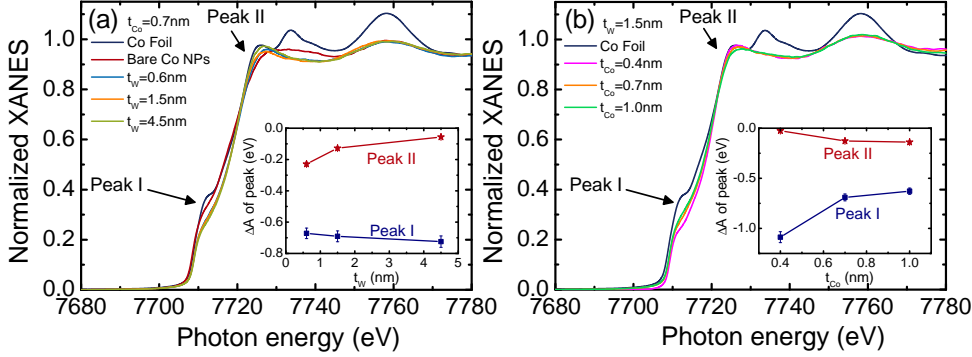 (a)
t_Co=0.7nm
Co Foil
Bare Co NPs
t_W=0.6nm
t_W=1.5nm
t_W=4.5nm
Peak II
Peak I
Normalized XANES
1.0
0.8
0.6
0.4
0.2
0.0
7680 7700 7720 7740 7760 7780
Photon energy (eV)
ΔA of peak (eV)
0.0
-0.2
-0.4
-0.6
-0.8
Peak II
Peak I
0 1 2 3 4 5
t_W (nm)
(b)
t_W=1.5nm
Co Foil
t_Co=0.4nm
t_Co=0.7nm
t_Co=1.0nm
Peak II
Peak I
Normalized XANES
1.0
0.8
0.6
0.4
0.2
0.0
7680 7700 7720 7740 7760 7780
Photon energy (eV)
ΔA of peak (eV)
0.0
-0.5
-1.0
Peak II
Peak I
0.4 0.6 0.8 1.0
t_Co (nm)